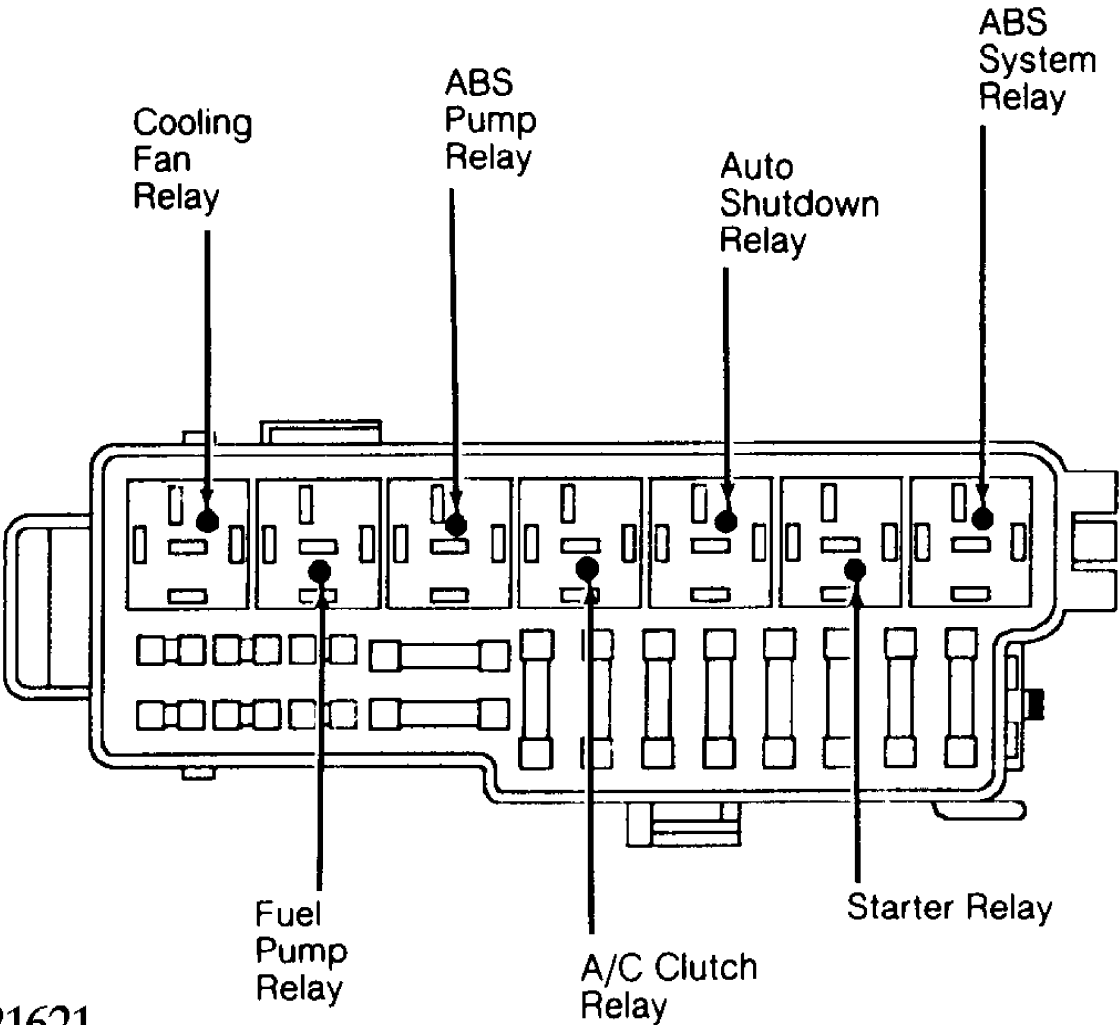 ABS
System
Relay
ABS
Pump
Relay
Cooling
Fan
Relay
Auto
Shutdown
Relay
Fuel
Pump
Relay
A/C Clutch
Relay
Starter Relay
21621